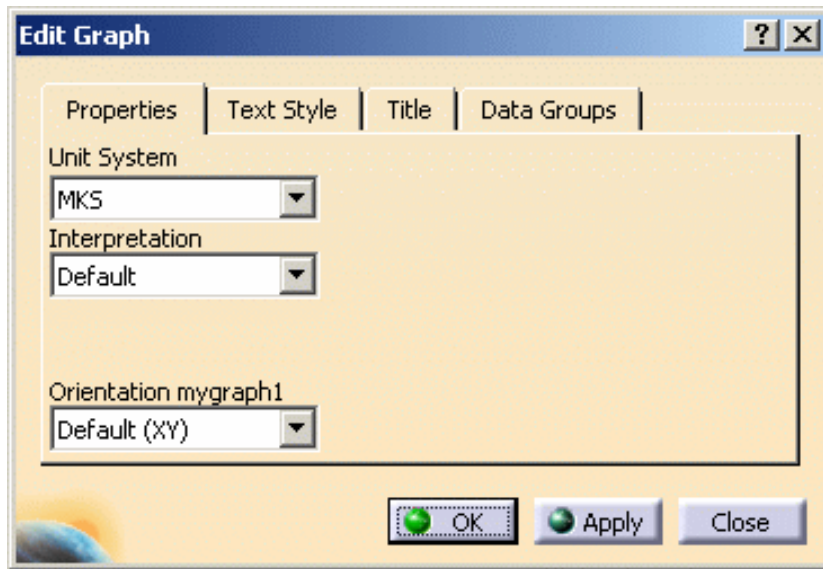 Edit Graph
Properties Text Style Title Data Groups
Unit System
MKS
Interpretation
Default
Orientation mygraph1
Default (XY)
OK Apply Close